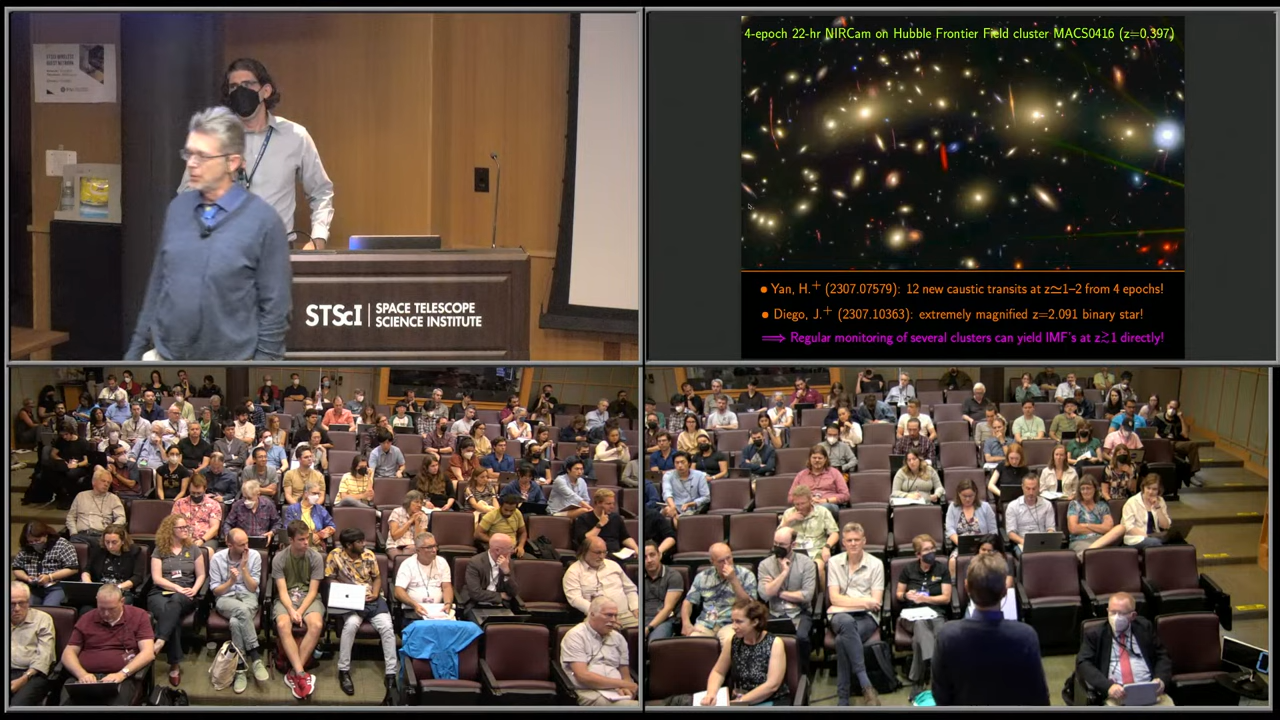 STScI | SPACE TELESCOPE
SCIENCE INSTITUTE
4-epoch 22-hr NIRCam on Hubble Frontier Field cluster MACS0416 (z=0.397)
• Yan, H.+ (2307.07579): 12 new caustic transits at z≃1–2 from 4 epochs!
• Diego, J.+ (2307.10363): extremely magnified z=2.091 binary star!
⟹ Regular monitoring of several clusters can yield IMF's at z≳1 directly!